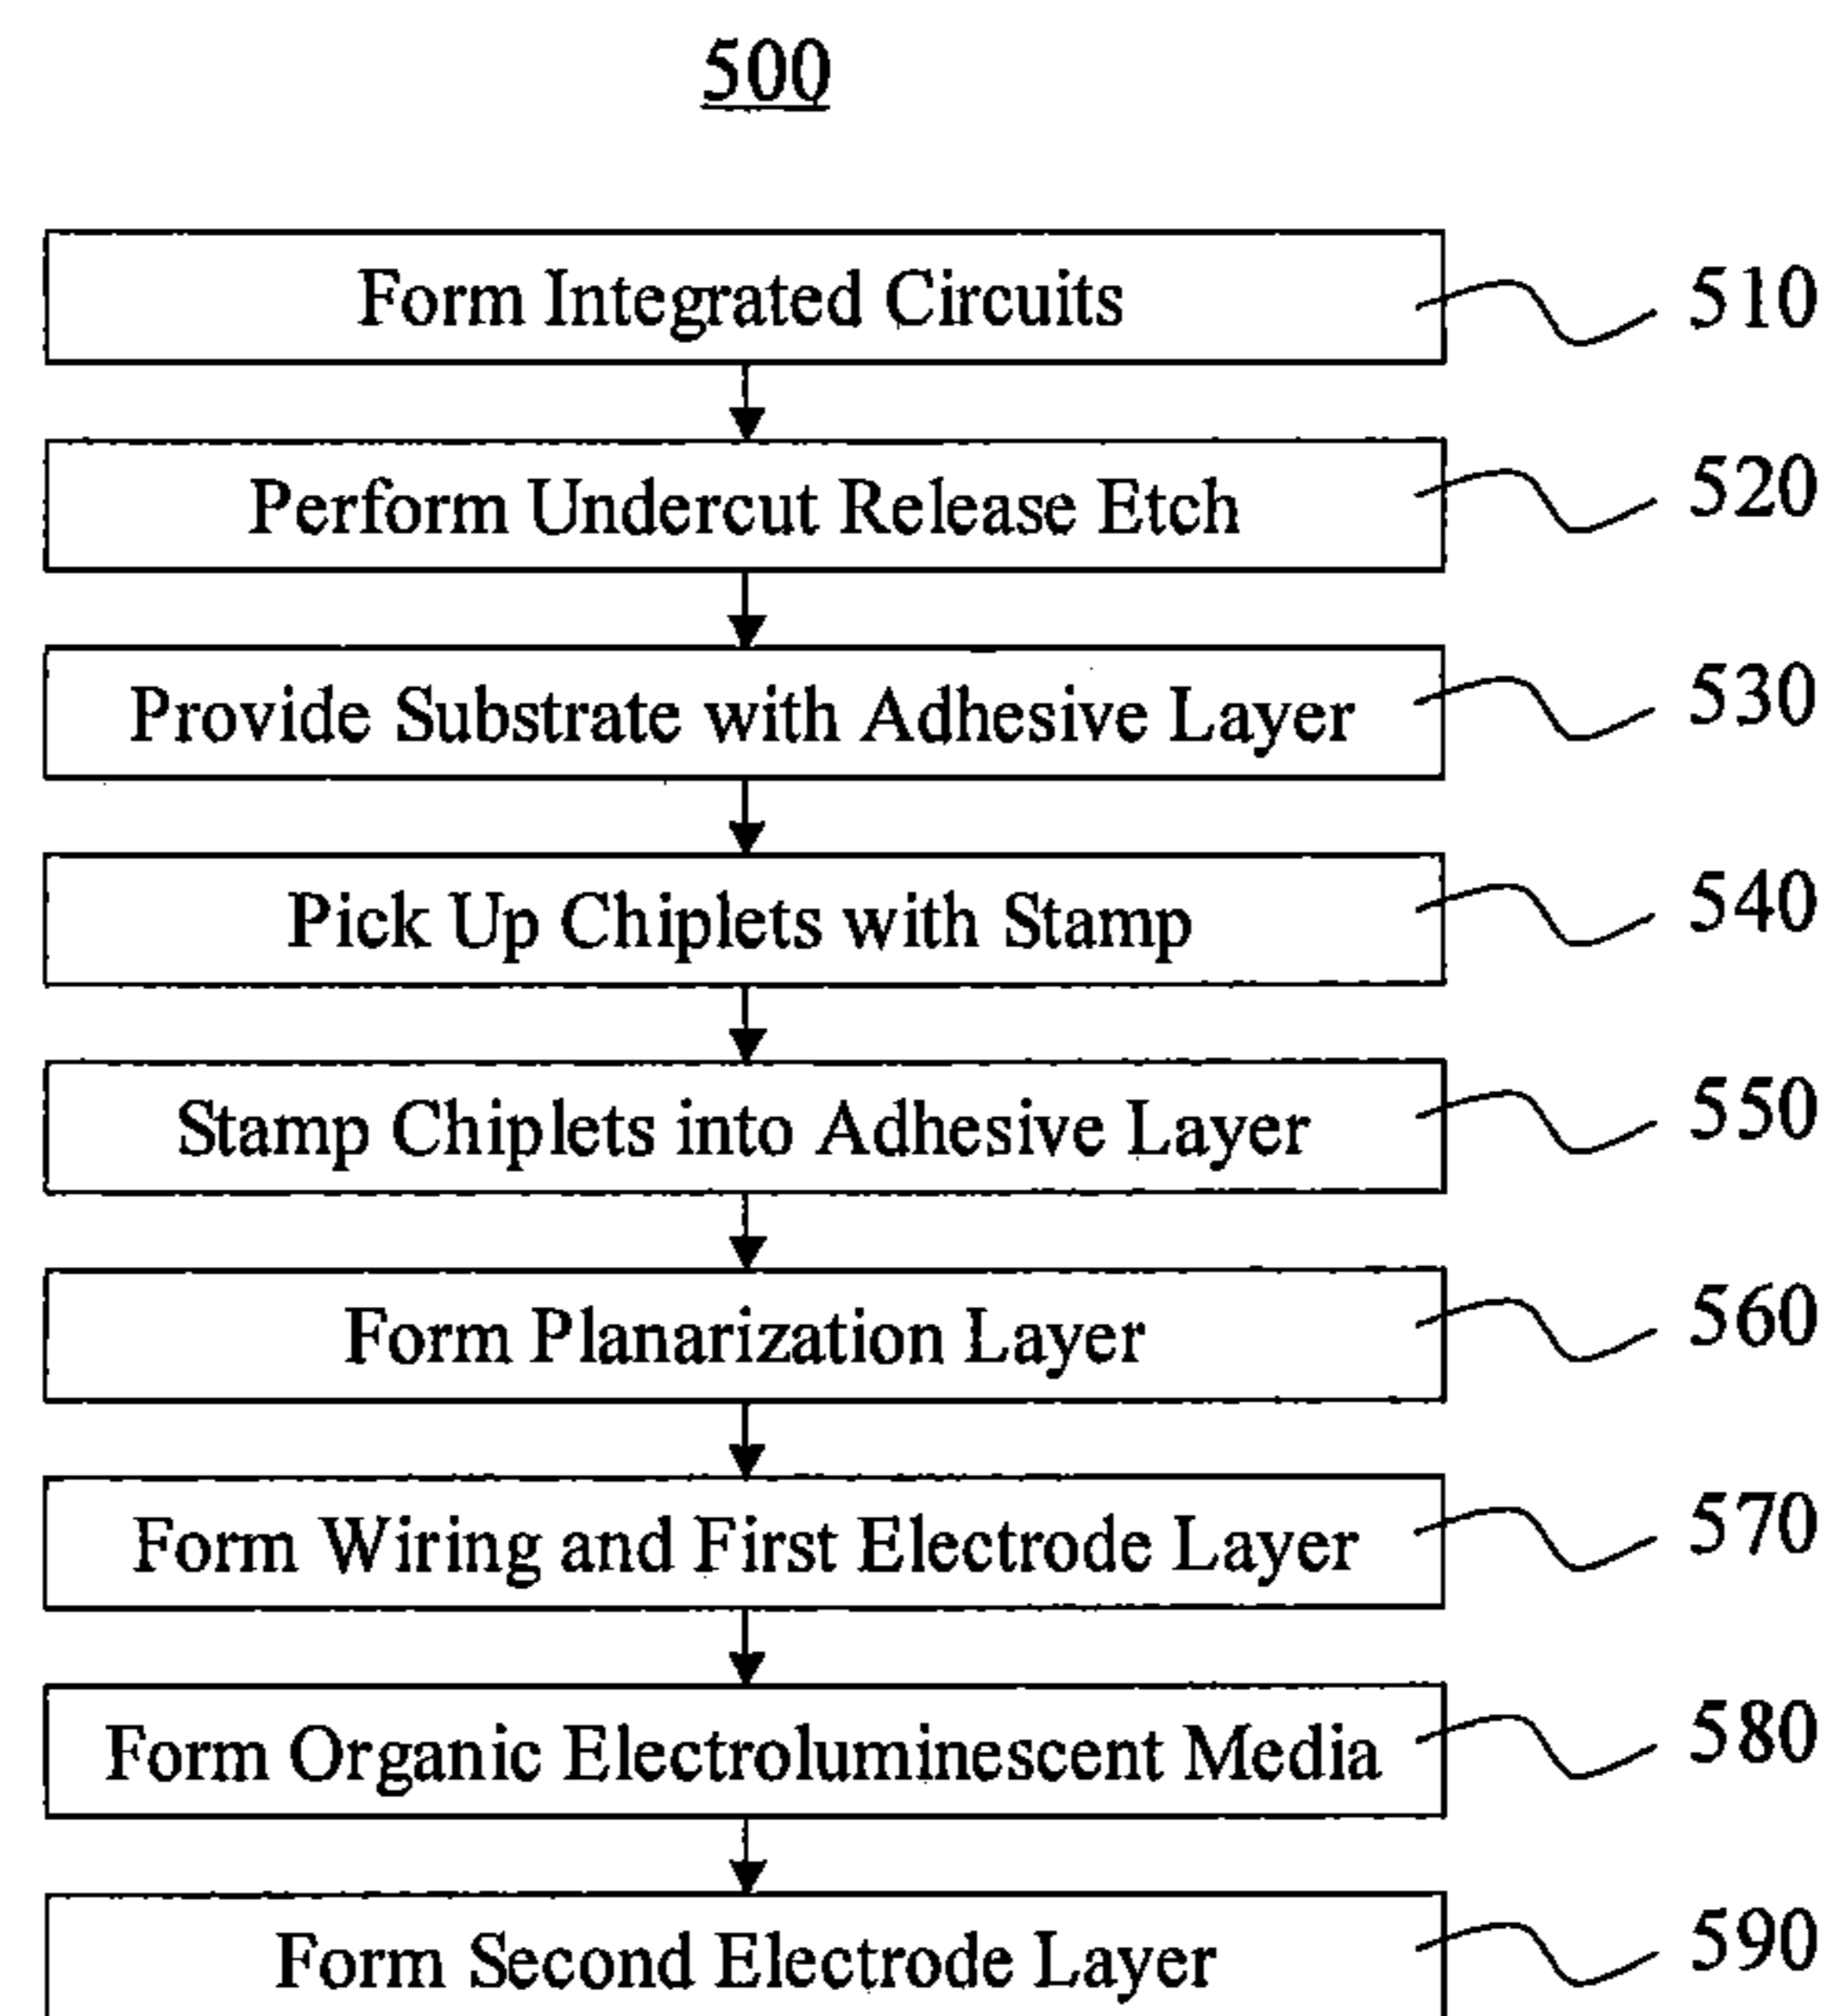 500
Form Integrated Circuits 510
Perform Undercut Release Etch 520
Provide Substrate with Adhesive Layer 530
Pick Up Chiplets with Stamp 540
Stamp Chiplets into Adhesive Layer 550
Form Planarization Layer 560
Form Wiring and First Electrode Layer 570
Form Organic Electroluminescent Media 580
Form Second Electrode Layer 590